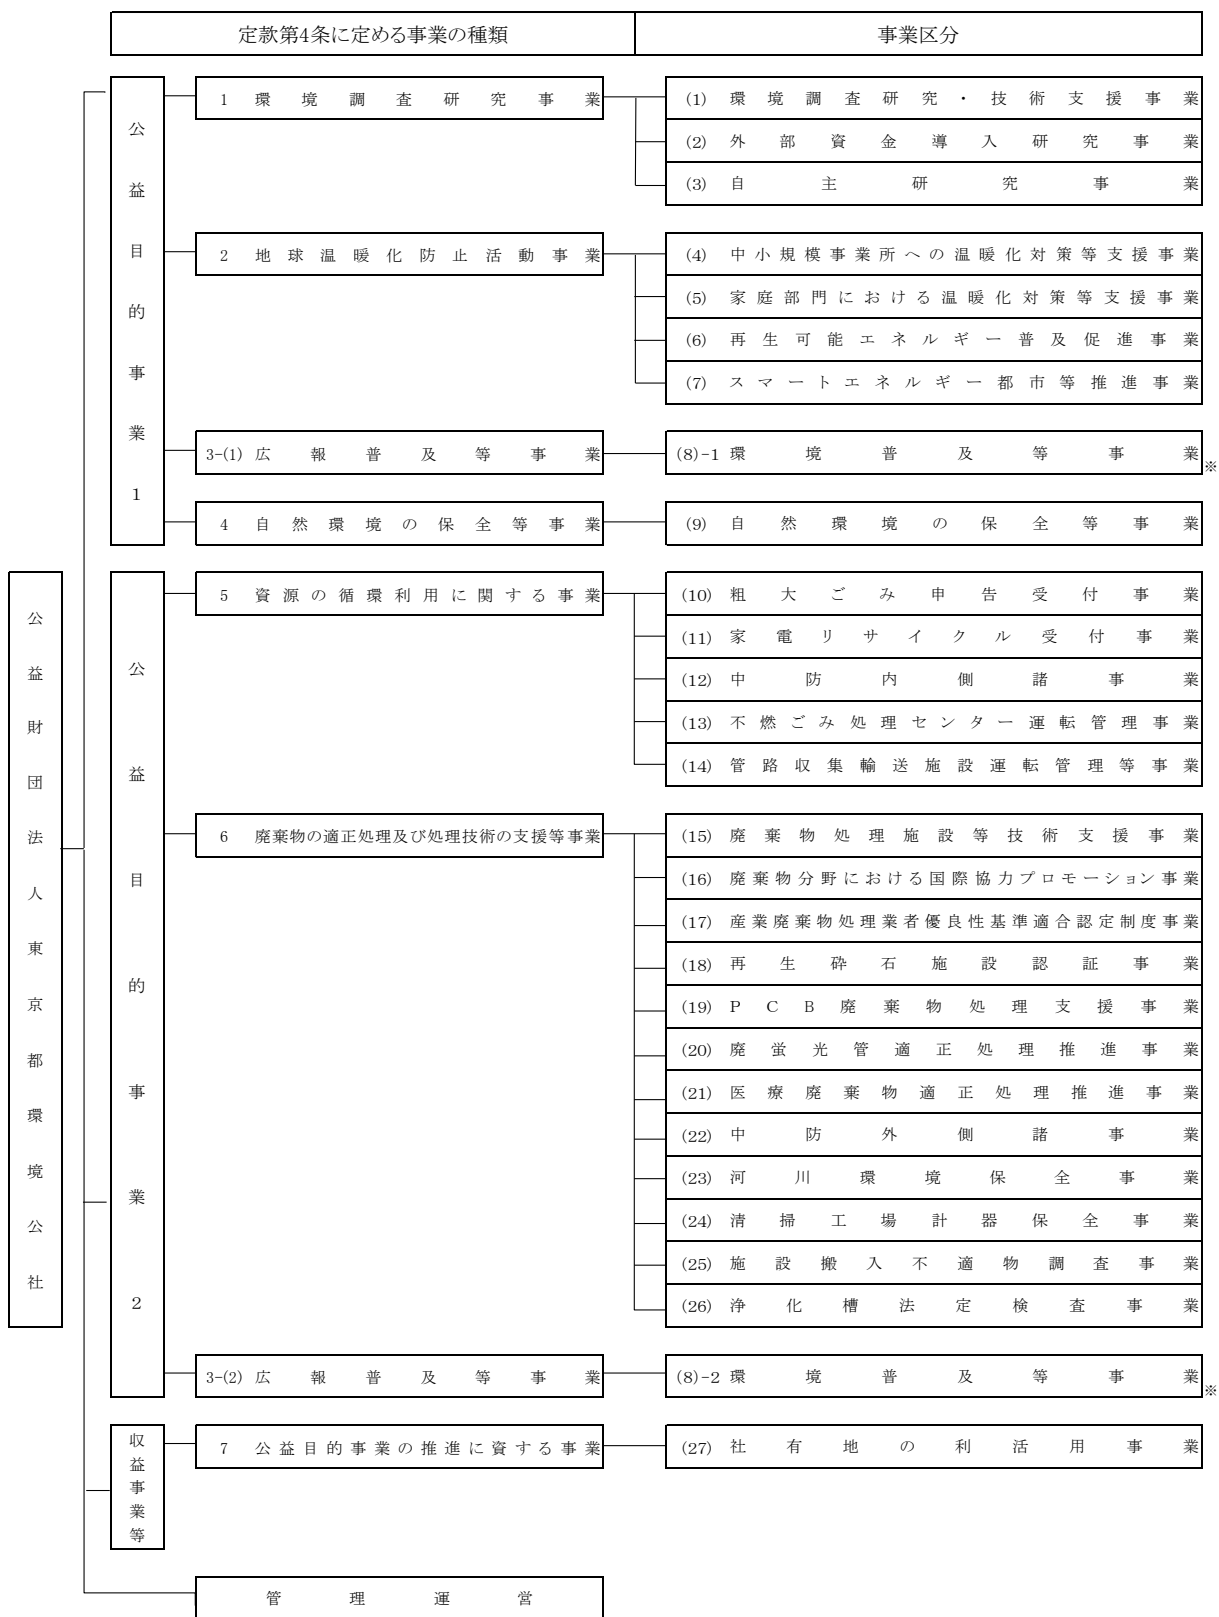 定款第4条に定める事業の種類 事業区分
公益財団法人東京都環境公社
公益目的事業1
1 環境調査研究事業
(1) 環境調査研究・技術支援事業
(2) 外部資金導入研究事業
(3) 自主研究事業
2 地球温暖化防止活動事業
(4) 中小規模事業所への温暖化対策等支援事業
(5) 家庭部門における温暖化対策等支援事業
(6) 再生可能エネルギー普及促進事業
(7) スマートエネルギー都市等推進事業
3-(1) 広報普及等事業
(8)-1 環境普及等事業※
4 自然環境の保全等事業
(9) 自然環境の保全等事業
公益目的事業2
5 資源の循環利用に関する事業
(10) 粗大ごみ申告受付事業
(11) 家電リサイクル受付事業
(12) 中防内側諸事業
(13) 不燃ごみ処理センター運転管理事業
(14) 管路収集輸送施設運転管理等事業
6 廃棄物の適正処理及び処理技術の支援等事業
(15) 廃棄物処理施設等技術支援事業
(16) 廃棄物分野における国際協力プロモーション事業
(17) 産業廃棄物処理業者優良性基準適合認定制度事業
(18) 再生砕石施設認証事業
(19) PCB廃棄物処理支援事業
(20) 廃蛍光管適正処理推進事業
(21) 医療廃棄物適正処理推進事業
(22) 中防外側諸事業
(23) 河川環境保全事業
(24) 清掃工場計器保全事業
(25) 施設搬入不適物調査事業
(26) 浄化槽法定検査事業
3-(2) 広報普及等事業
(8)-2 環境普及等事業※
収益事業等
7 公益目的事業の推進に資する事業
(27) 社有地の利活用事業
管理運営